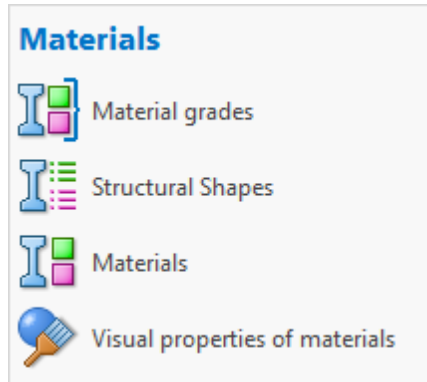 Materials
Material grades
Structural Shapes
Materials
Visual properties of materials